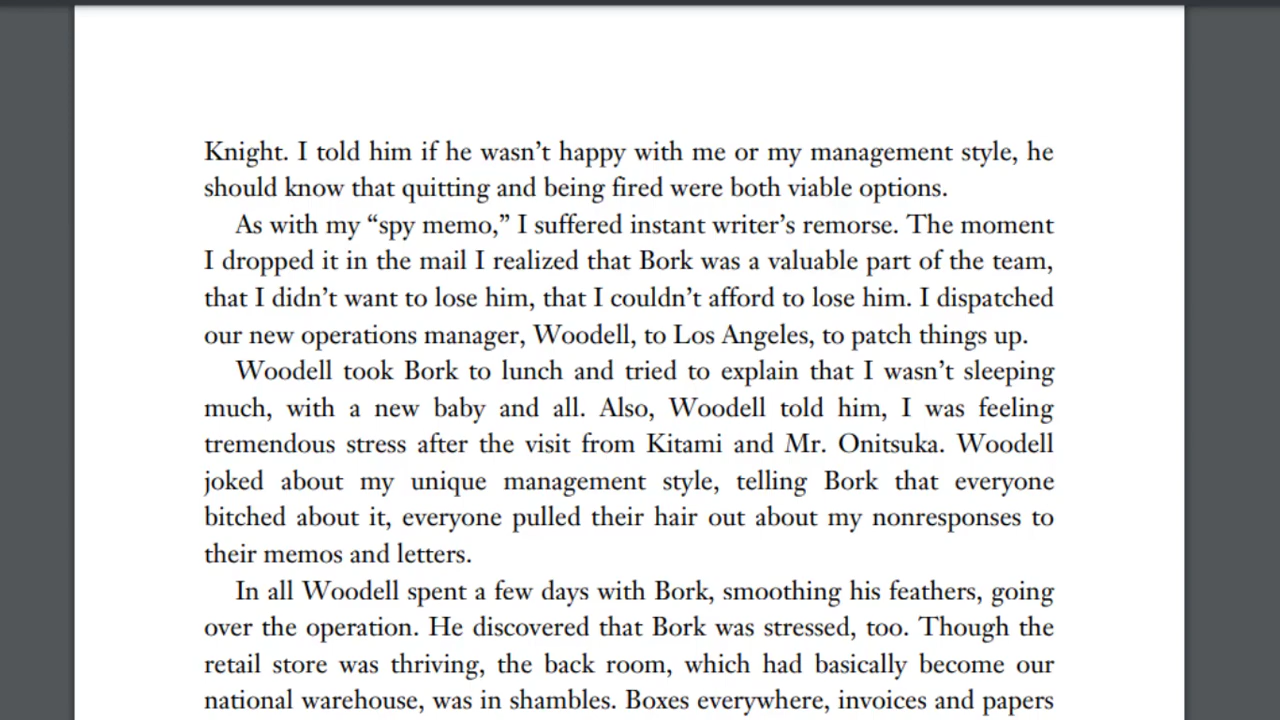 Knight. I told him if he wasn’t happy with me or my management style, he
should know that quitting and being fired were both viable options.
As with my “spy memo,” I suffered instant writer’s remorse. The moment
I dropped it in the mail I realized that Bork was a valuable part of the team,
that I didn’t want to lose him, that I couldn’t afford to lose him. I dispatched
our new operations manager, Woodell, to Los Angeles, to patch things up.
Woodell took Bork to lunch and tried to explain that I wasn’t sleeping
much, with a new baby and all. Also, Woodell told him, I was feeling
tremendous stress after the visit from Kitami and Mr. Onitsuka. Woodell
joked about my unique management style, telling Bork that everyone
bitched about it, everyone pulled their hair out about my nonresponses to
their memos and letters.
In all Woodell spent a few days with Bork, smoothing his feathers, going
over the operation. He discovered that Bork was stressed, too. Though the
retail store was thriving, the back room, which had basically become our
national warehouse, was in shambles. Boxes everywhere, invoices and papers